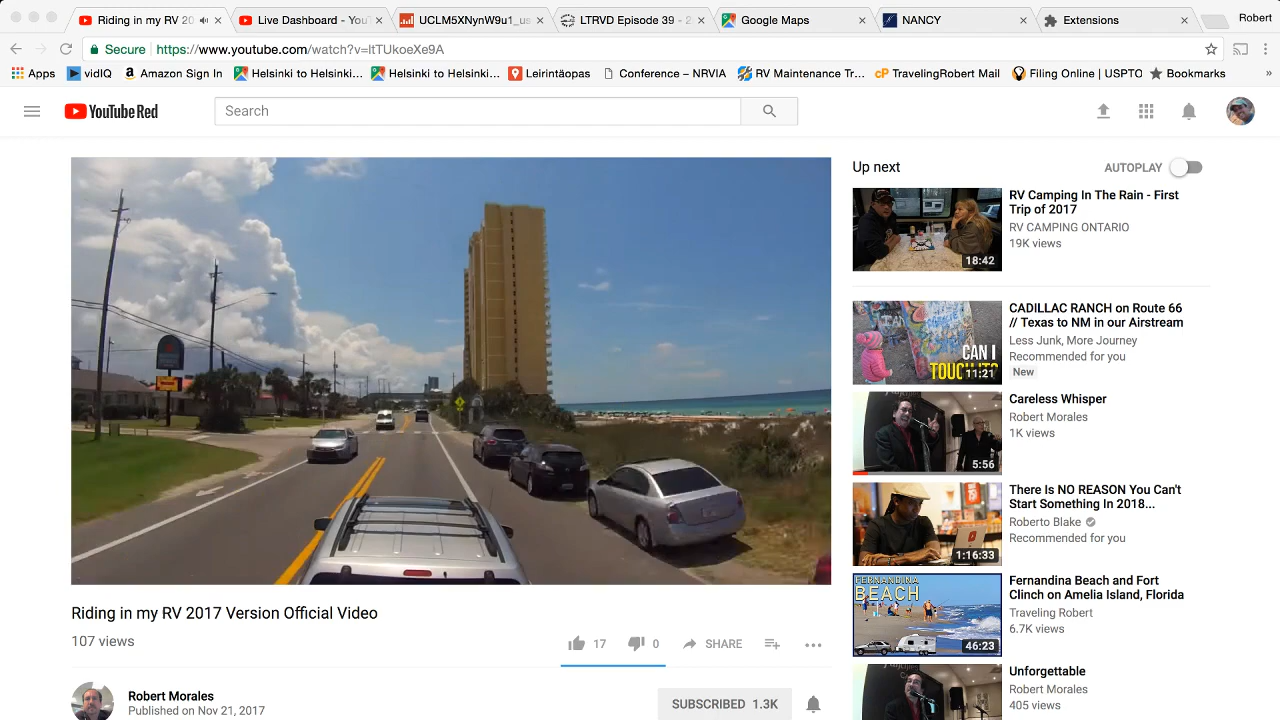 Riding in my RV 20
Live Dashboard - You
UCLM5XNynW9u1_us
LTRVD Episode 39 - 2
Google Maps
NANCY
Extensions
Robert
Secure
https://www.youtube.com/watch?v=ltTUkoeXe9A
Apps
vidIQ
Amazon Sign In
Helsinki to Helsinki...
Helsinki to Helsinki...
Leirintäopas
Conference – NRVIA
RV Maintenance Tr...
cP TravelingRobert Mail
Filing Online | USPTO
Bookmarks
»
YouTube Red
Search
Riding in my RV 2017 Version Official Video
107 views
17
0
SHARE
Robert Morales
Published on Nov 21, 2017
SUBSCRIBED 1.3K
Up next
AUTOPLAY
RV Camping In The Rain - First
Trip of 2017
RV CAMPING ONTARIO
19K views
18:42
CADILLAC RANCH on Route 66
// Texas to NM in our Airstream
Less Junk, More Journey
Recommended for you
New
CAN I
TOUCH IT?
11:21
Careless Whisper
Robert Morales
1K views
5:56
There Is NO REASON You Can't
Start Something In 2018...
Roberto Blake
Recommended for you
1:16:33
Fernandina Beach and Fort
Clinch on Amelia Island, Florida
Traveling Robert
6.7K views
FERNANDINA
BEACH
46:23
Unforgettable
Robert Morales
405 views